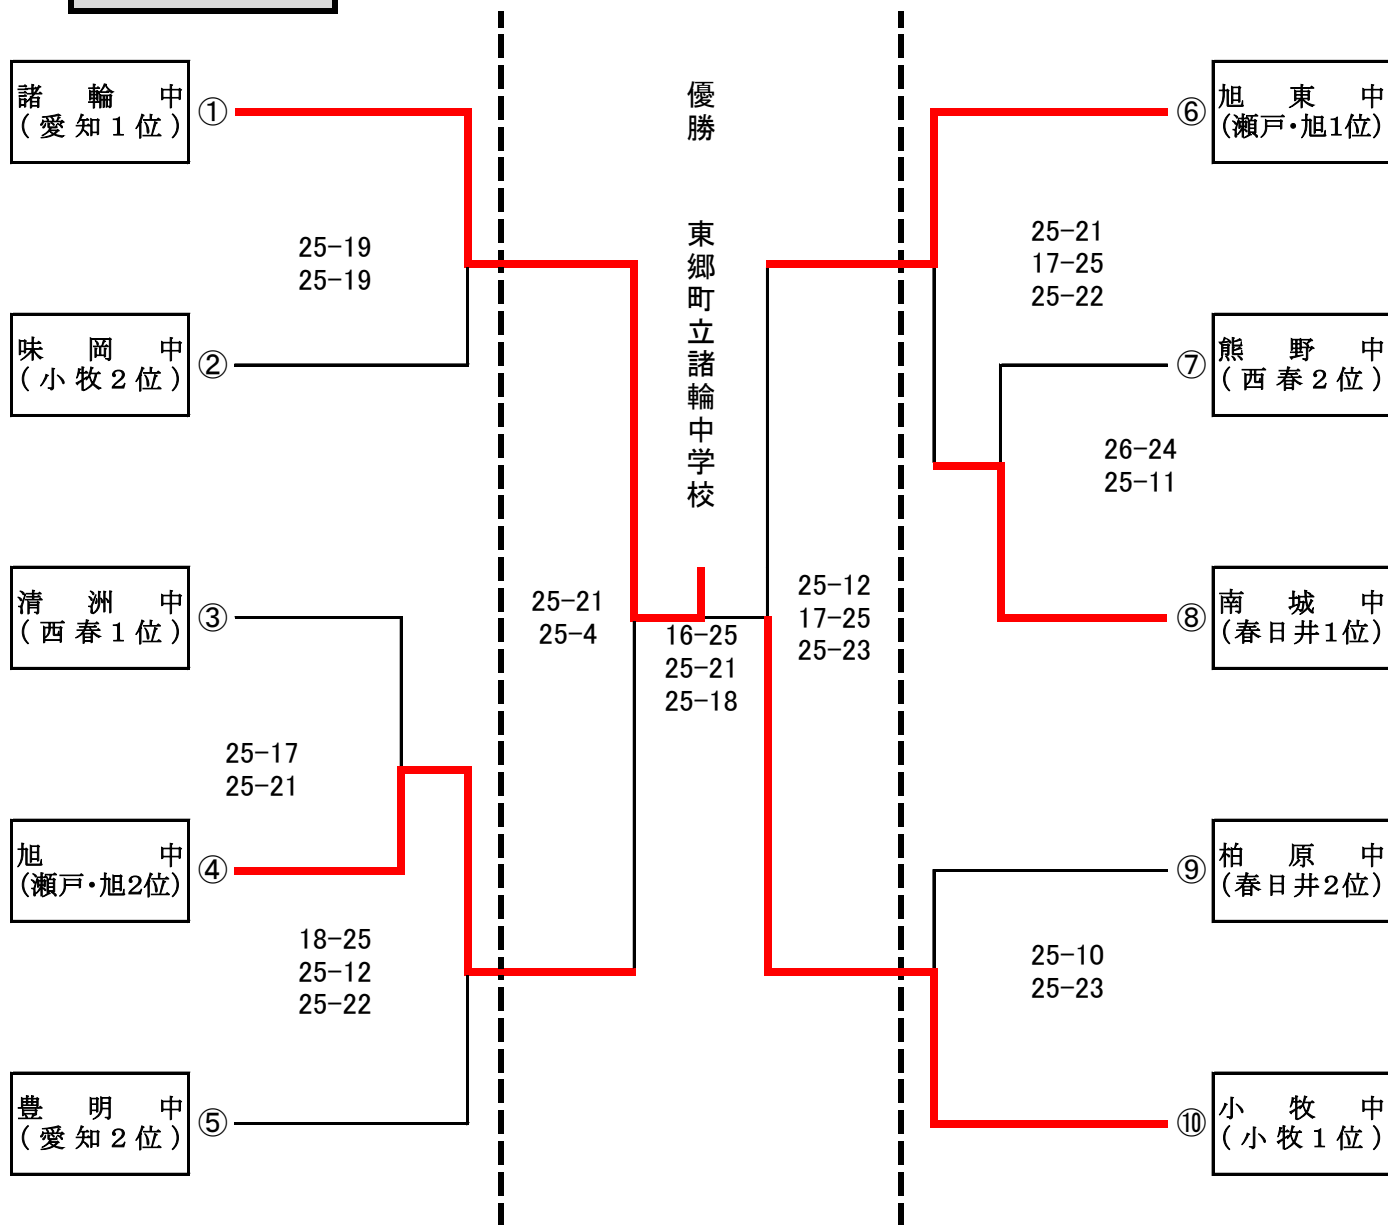 諸輪中
(愛知1位)
①
味岡中
(小牧2位)
②
清洲中
(西春1位)
③
旭中
(瀬戸・旭2位)
④
豊明中
(愛知2位)
⑤
25-19
25-19
25-17
25-21
18-25
25-12
25-22
25-21
25-4
優勝 東郷町立諸輪中学校
16-25
25-21
25-18
25-12
17-25
25-23
25-21
17-25
25-22
26-24
25-11
25-10
25-23
⑥
旭東中
(瀬戸・旭1位)
⑦
熊野中
(西春2位)
⑧
南城中
(春日井1位)
⑨
柏原中
(春日井2位)
⑩
小牧中
(小牧1位)